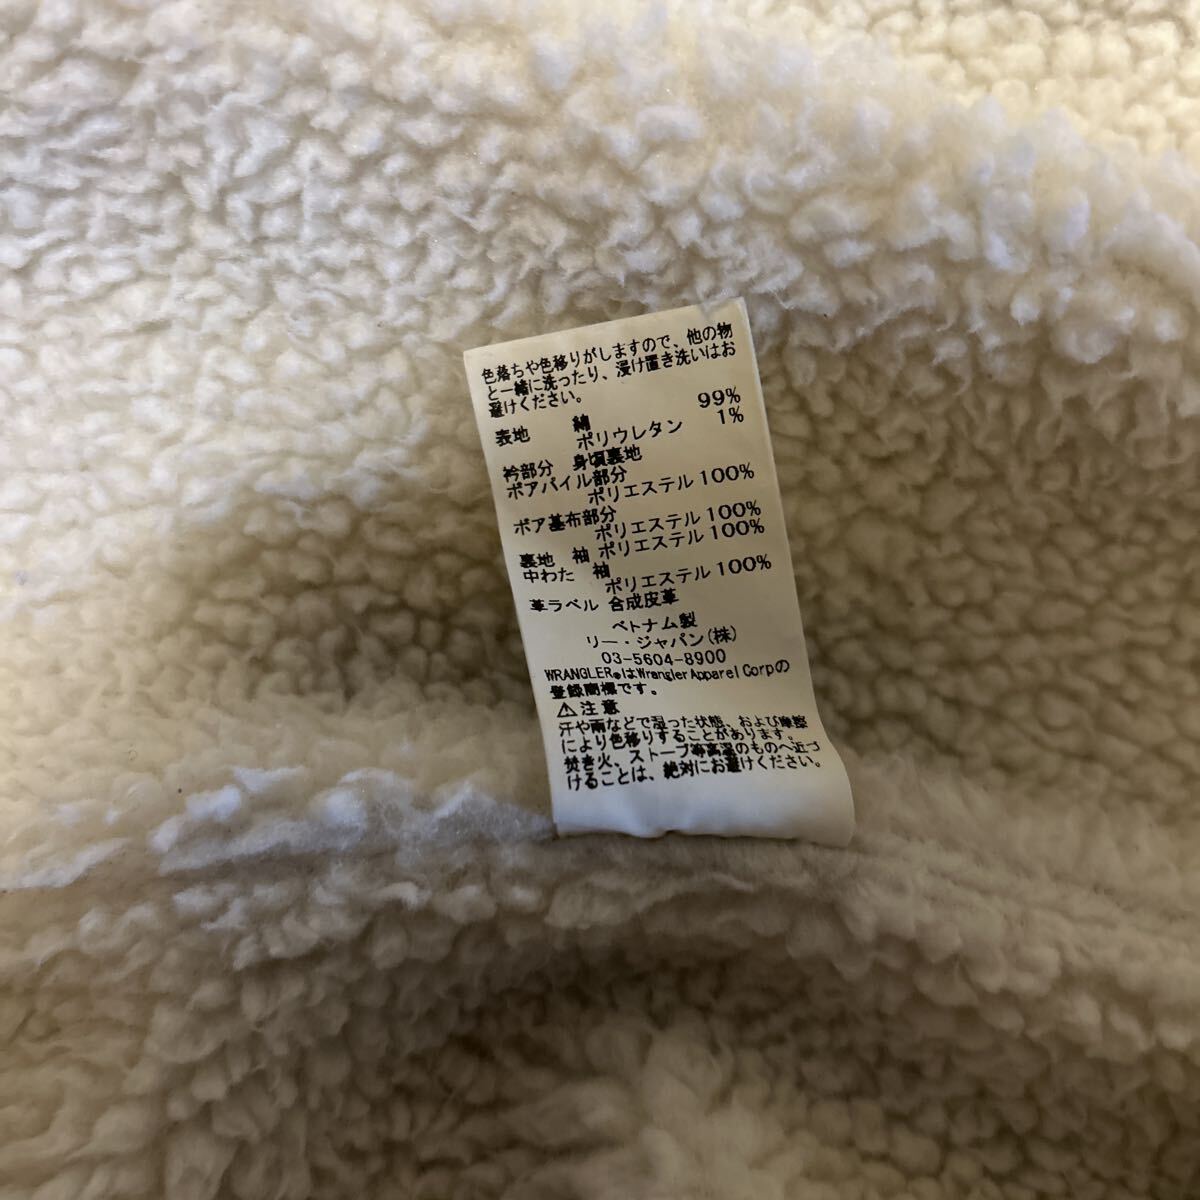 色落ちや色移りがしますので、他の物
と一緒に洗ったり、浸け置き洗いはお
避けください。
表地 綿 99%
ポリウレタン 1%
衿部分 身頃裏地
ボアパイル部分
ポリエステル 100%
ボア基布部分
ポリエステル 100%
裏地 袖 ポリエステル 100%
中わた 袖
ポリエステル 100%
革ラベル 合成皮革
ベトナム製
リー・ジャパン(株)
03-5604-8900
WRANGLER®はWrangler Apparel Corpの
登録商標です。
⚠注意
汗や雨などで湿った状態、および摩擦
により色移りすることがあります。
焚き火、ストーブ等高温のものへ近づ
けることは、絶対にお避けください。